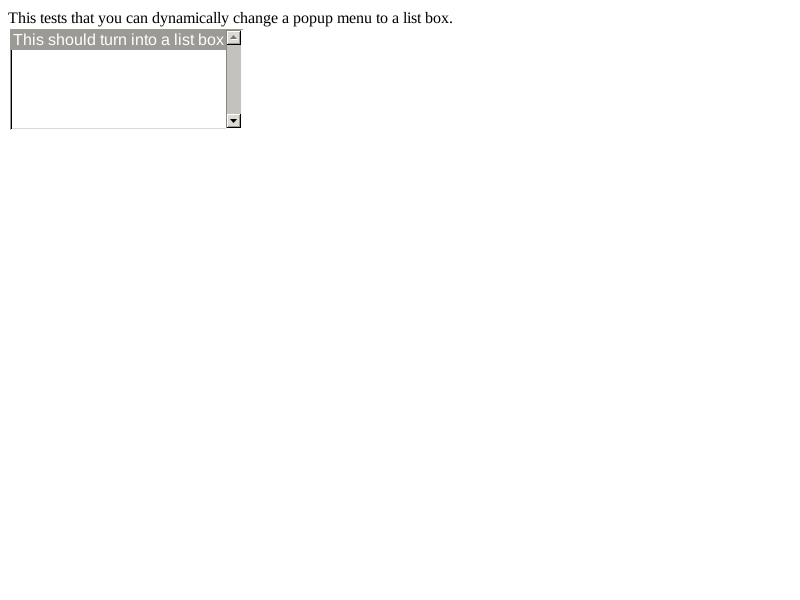 This tests that you can dynamically change a popup menu to a list box.
This should turn into a list box